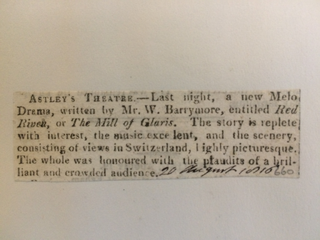 ASTLEY'S THEATRE.—Last night, a new Melo
Drama, written by Mr. W. Barrymore, entitled Red
River, or The Mill of Glaris. The story is replete
with interest, the music excellent, and the scenery,
consisting of views in Switzerland, highly picturesque.
The whole was honoured with the plaudits of a bril-
liant and crowded audience. 20 August